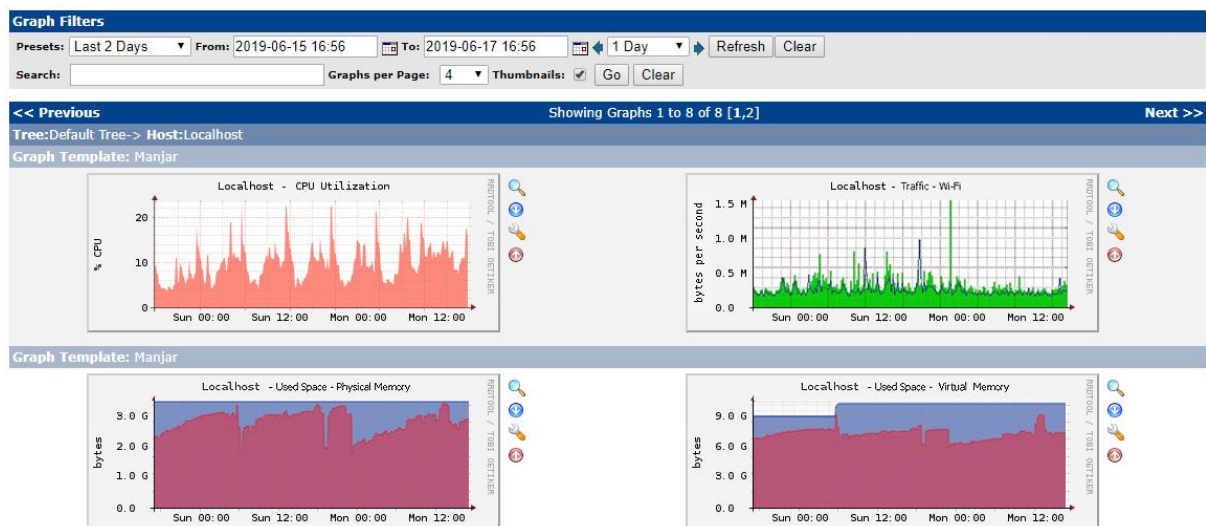 Graph Filters
Presets: Last 2 Days From: 2019-06-15 16:56 To: 2019-06-17 16:56 1 Day Refresh Clear
Search: Graphs per Page: 4 Thumbnails: Go Clear
<< Previous Showing Graphs 1 to 8 of 8 [1,2] Next >>
Tree:Default Tree-> Host:Localhost
Graph Template: Manjar
Localhost - CPU Utilization
% CPU
20
10
0
Sun 00:00 Sun 12:00 Mon 00:00 Mon 12:00
RRDTOOL / TOBI OETIKER
Localhost - Traffic - Wi-Fi
bytes per second
1.5 M
1.0 M
0.5 M
0.0
Sun 00:00 Sun 12:00 Mon 00:00 Mon 12:00
RRDTOOL / TOBI OETIKER
Graph Template: Manjar
Localhost - Used Space - Physical Memory
bytes
3.0 G
2.0 G
1.0 G
0.0
Sun 00:00 Sun 12:00 Mon 00:00 Mon 12:00
RRDTOOL / TOBI OETIKER
Localhost - Used Space - Virtual Memory
bytes
9.0 G
6.0 G
3.0 G
0.0
Sun 00:00 Sun 12:00 Mon 00:00 Mon 12:00
RRDTOOL / TOBI OETIKER